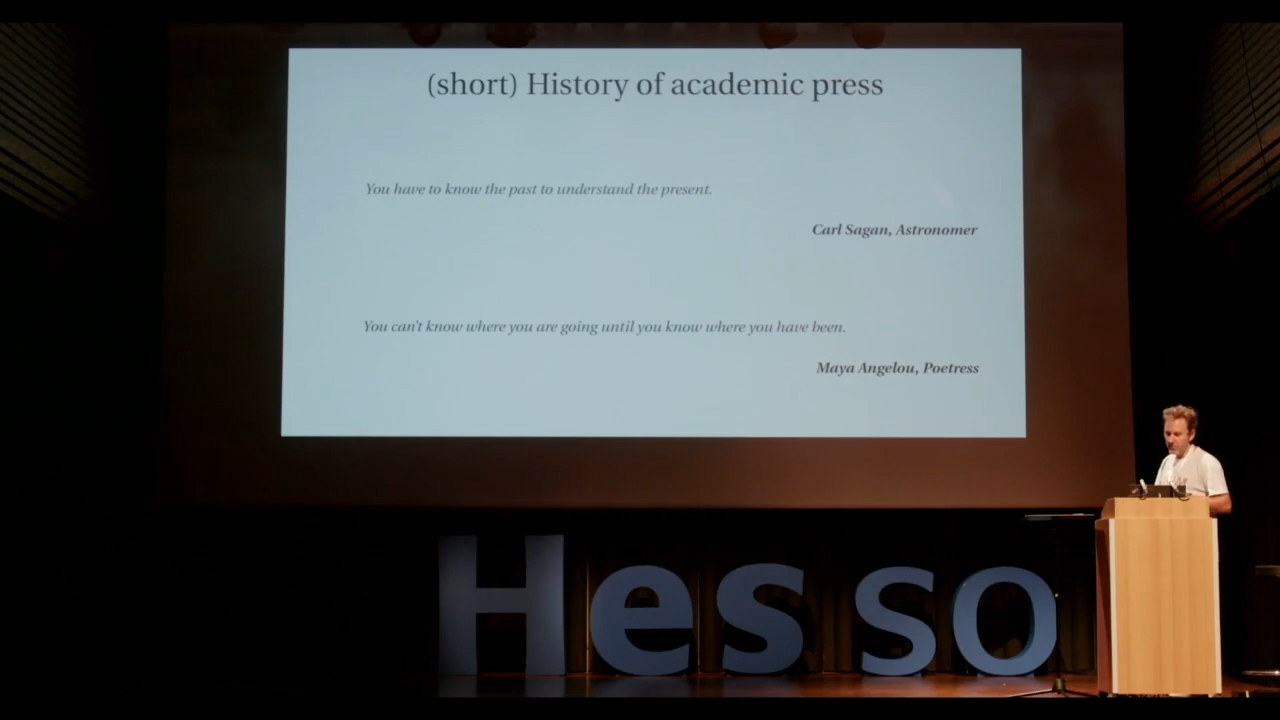 (short) History of academic press
You have to know the past to understand the present.
Carl Sagan, Astronomer
You can't know where you are going until you know where you have been.
Maya Angelou, Poetress
Hes so